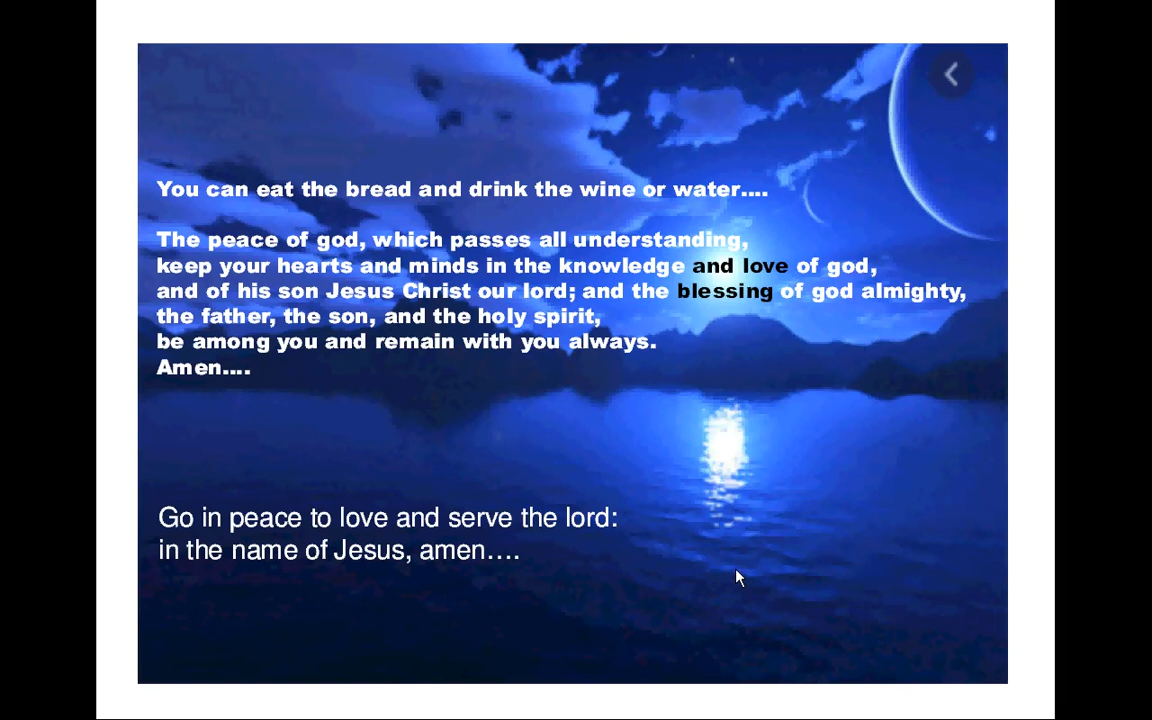 You can eat the bread and drink the wine or water....
The peace of god, which passes all understanding,
keep your hearts and minds in the knowledge and love of god,
and of his son Jesus Christ our lord; and the blessing of god almighty,
the father, the son, and the holy spirit,
be among you and remain with you always.
Amen....
Go in peace to love and serve the lord:
in the name of Jesus, amen….